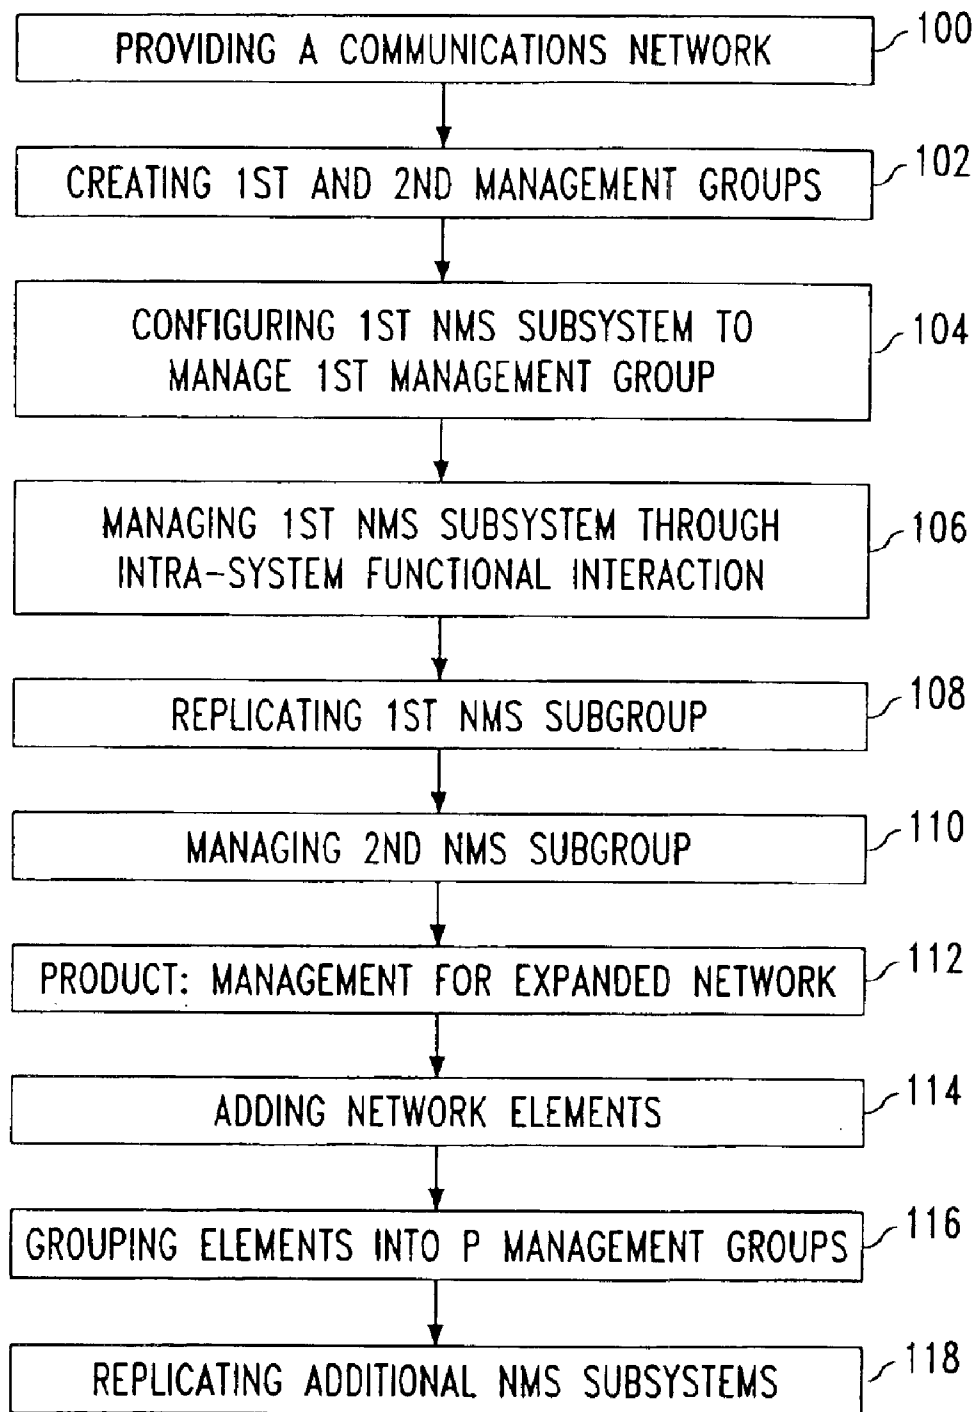 PROVIDING A COMMUNICATIONS NETWORK
100
CREATING 1ST AND 2ND MANAGEMENT GROUPS
102
CONFIGURING 1ST NMS SUBSYSTEM TO
MANAGE 1ST MANAGEMENT GROUP
104
MANAGING 1ST NMS SUBSYSTEM THROUGH
INTRA-SYSTEM FUNCTIONAL INTERACTION
106
REPLICATING 1ST NMS SUBGROUP
108
MANAGING 2ND NMS SUBGROUP
110
PRODUCT: MANAGEMENT FOR EXPANDED NETWORK
112
ADDING NETWORK ELEMENTS
114
GROUPING ELEMENTS INTO P MANAGEMENT GROUPS
116
REPLICATING ADDITIONAL NMS SUBSYSTEMS
118